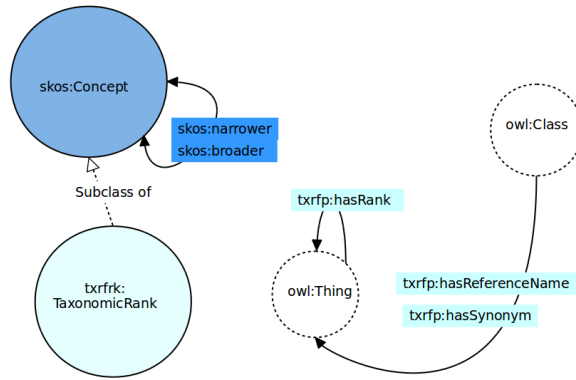 skos:Concept
skos:narrower
skos:broader
Subclass of
txrfrk:
TaxonomicRank
owl:Class
txrfp:hasRank
owl:Thing
txrfp:hasReferenceName
txrfp:hasSynonym